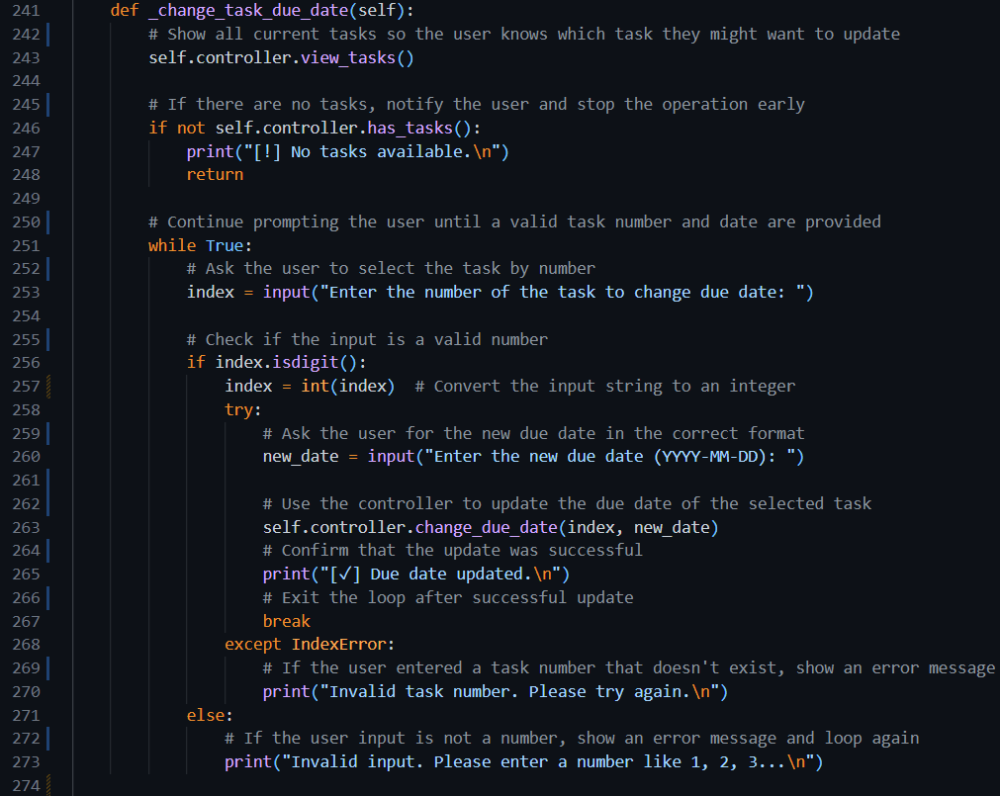 241 def _change_task_due_date(self):
242 # Show all current tasks so the user knows which task they might want to update
243 self.controller.view_tasks()
244
245 # If there are no tasks, notify the user and stop the operation early
246 if not self.controller.has_tasks():
247 print("[!] No tasks available.\n")
248 return
249
250 # Continue prompting the user until a valid task number and date are provided
251 while True:
252 # Ask the user to select the task by number
253 index = input("Enter the number of the task to change due date: ")
254
255 # Check if the input is a valid number
256 if index.isdigit():
257 index = int(index)  # Convert the input string to an integer
258 try:
259 # Ask the user for the new due date in the correct format
260 new_date = input("Enter the new due date (YYYY-MM-DD): ")
261
262 # Use the controller to update the due date of the selected task
263 self.controller.change_due_date(index, new_date)
264 # Confirm that the update was successful
265 print("[✓] Due date updated.\n")
266 # Exit the loop after successful update
267 break
268 except IndexError:
269 # If the user entered a task number that doesn't exist, show an error message
270 print("Invalid task number. Please try again.\n")
271 else:
272 # If the user input is not a number, show an error message and loop again
273 print("Invalid input. Please enter a number like 1, 2, 3...\n")
274